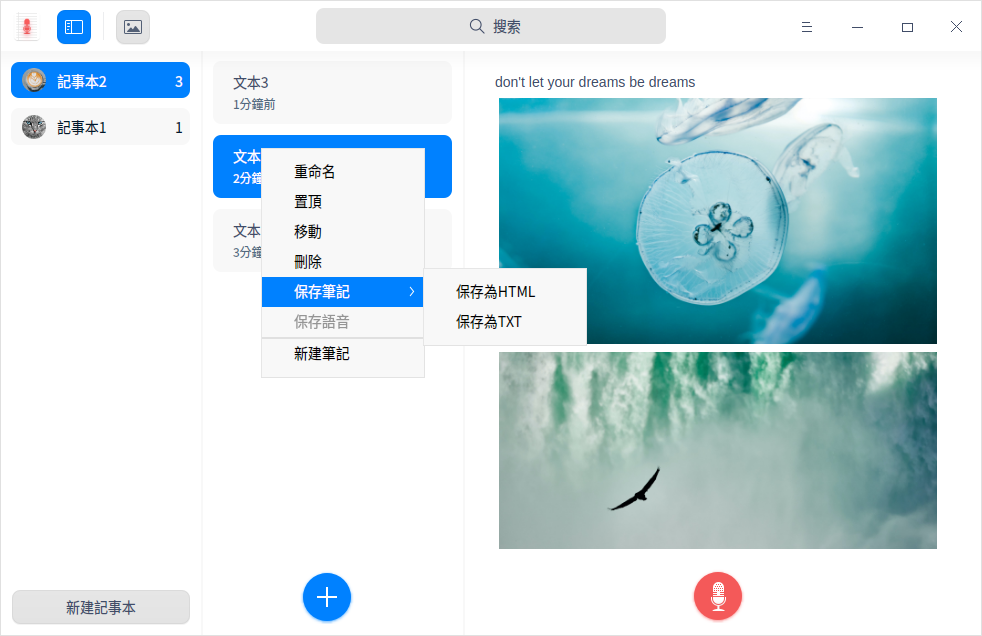 搜索
記事本2 3
記事本1 1
新建記事本
文本3
1分鐘前
文本
2分鐘
文本
3分鐘
重命名
置頂
移動
刪除
保存筆記
保存語音
新建筆記
保存為HTML
保存為TXT
don't let your dreams be dreams